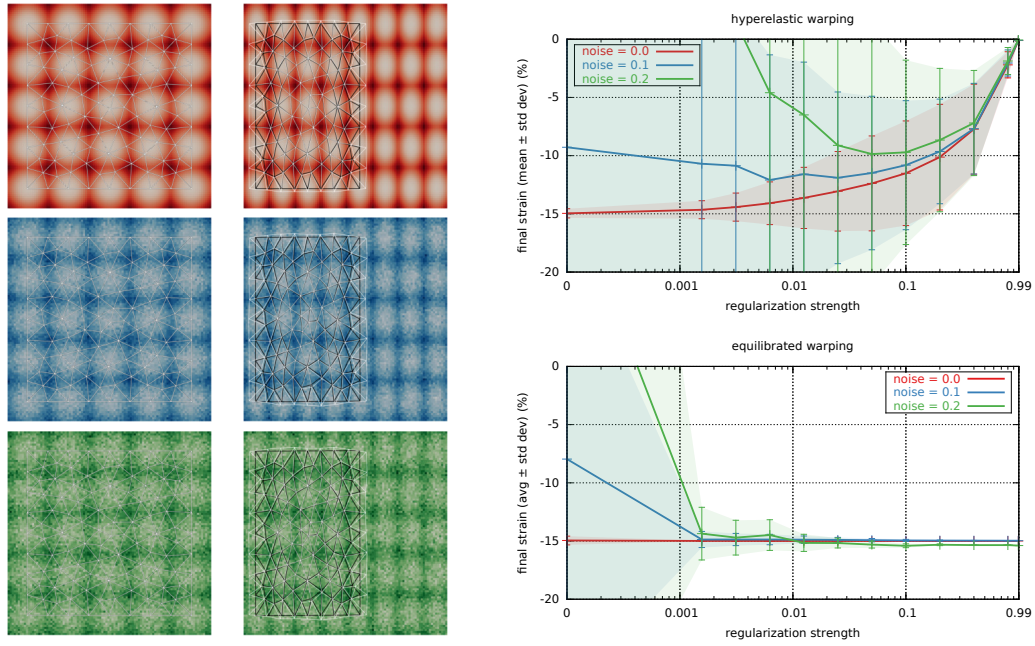 hyperelastic warping
final strain (mean ± std dev) (%)
0
-5
-10
-15
-20
noise = 0.0
noise = 0.1
noise = 0.2
0
0.001
0.01
0.1
0.99
regularization strength
equilibrated warping
final strain (avg ± std dev) (%)
0
-5
-10
-15
-20
noise = 0.0
noise = 0.1
noise = 0.2
0
0.001
0.01
0.1
0.99
regularization strength